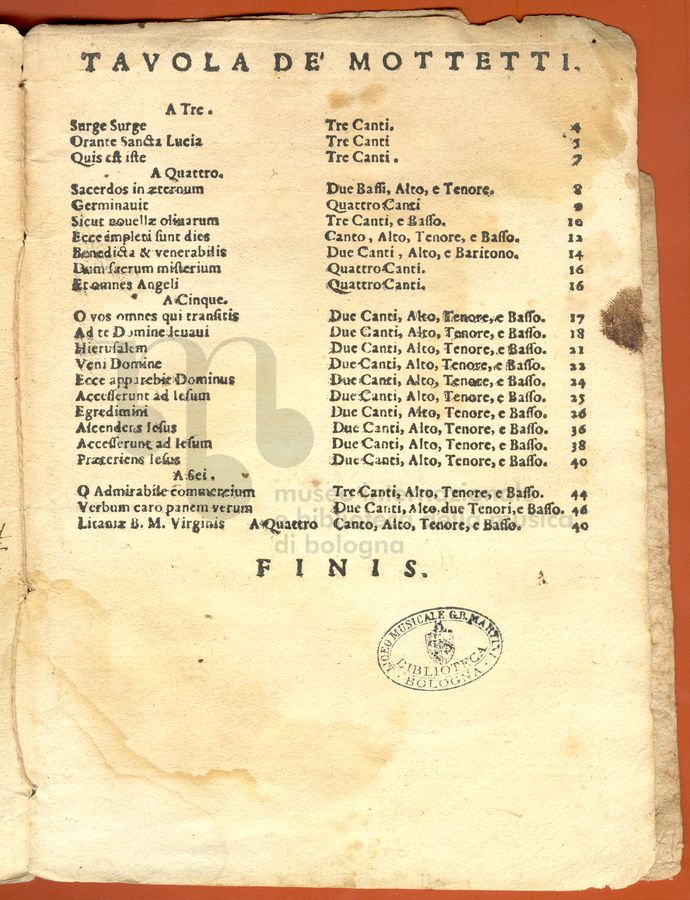 TAVOLA DE' MOTTETTI.
A Tre.
Surge Surge Tre Canti. 4
Orante Sancta Lucia Tre Canti 5
Quis est iste Tre Canti. 7
A Quattro.
Sacerdos in æternum Due Bassi, Alto, e Tenore. 8
Germinauit Quattro Canti 9
Sicut nouellæ oliuarum Tre Canti, e Basso. 10
Ecce impleti sunt dies Canto, Alto, Tenore, e Basso. 12
Benedicta & venerabilis Due Canti, Alto, e Baritono. 14
Dum sacrum misterium Quattro Canti. 16
Et omnes Angeli Quattro Canti. 16
A Cinque.
O vos omnes qui transitis Due Canti, Alto, Tenore, e Basso. 17
Ad te Domine leuaui Due Canti, Alto, Tenore, e Basso. 18
Hierusalem Due Canti, Alto, Tenore, e Basso. 21
Veni Domine Due Canti, Alto, Tenore, e Basso. 22
Ecce apparebit Dominus Due Canti, Alto, Tenore, e Basso. 24
Accesserunt ad Iesum Due Canti, Alto, Tenore, e Basso. 25
Egredimini Due Canti, Alto, Tenore, e Basso. 26
Ascendens Iesus Due Canti, Alto, Tenore, e Basso. 36
Accesserunt ad Iesum Due Canti, Alto, Tenore, e Basso. 38
Præteriens Iesus Due Canti, Alto, Tenore, e Basso. 40
A Sei.
O Admirabile commercium Tre Canti, Alto, Tenore, e Basso. 44
Verbum caro panem verum Due Canti, Alto, due Tenori, e Basso. 46
Litaniæ B. M. Virginis A Quattro Canto, Alto, Tenore, e Basso. 40
museo
e biblioteca musica
di bologna
FINIS.
LICEO MUSICALE G.B. MARTINI
BIBLIOTECA
BOLOGNA